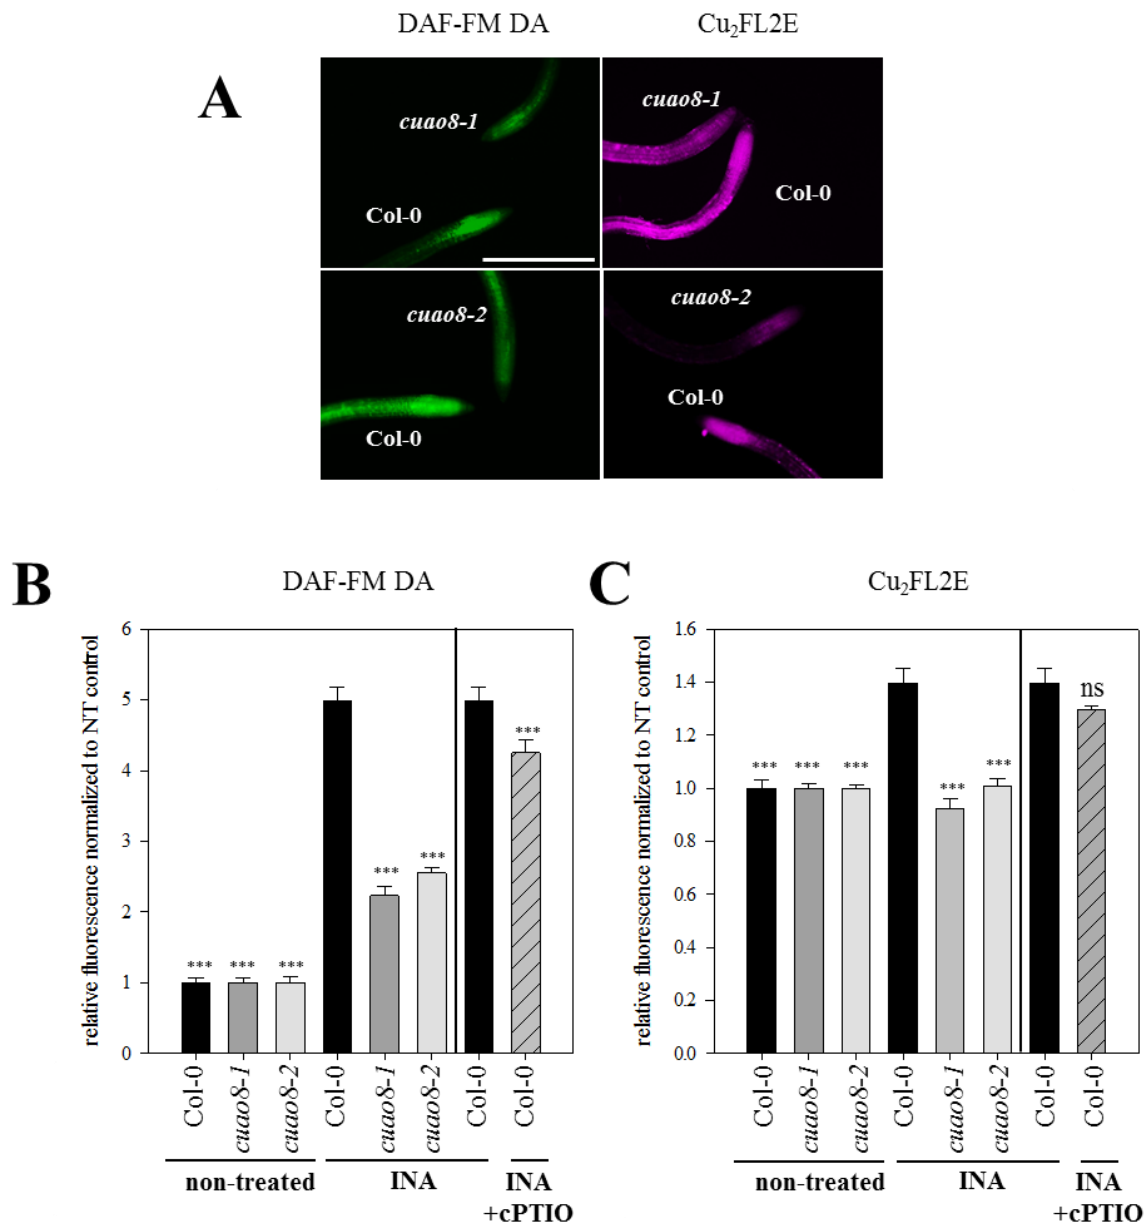 DAF-FM DA Cu₂FL2E
A
cuao8-1 cuao8-1
Col-0 Col-0
cuao8-2 cuao8-2
Col-0 Col-0
B DAF-FM DA
relative fluorescence normalized to NT control
6
5
4
3
2
1
0
*** *** *** *** *** ***
Col-0 cuao8-1 cuao8-2 Col-0 cuao8-1 cuao8-2 Col-0 Col-0
non-treated INA INA
+cPTIO
C Cu₂FL2E
relative fluorescence normalized to NT control
1.6
1.4
1.2
1.0
0.8
0.6
0.4
0.2
0.0
*** *** *** *** *** ns
Col-0 cuao8-1 cuao8-2 Col-0 cuao8-1 cuao8-2 Col-0 Col-0
non-treated INA INA
+cPTIO